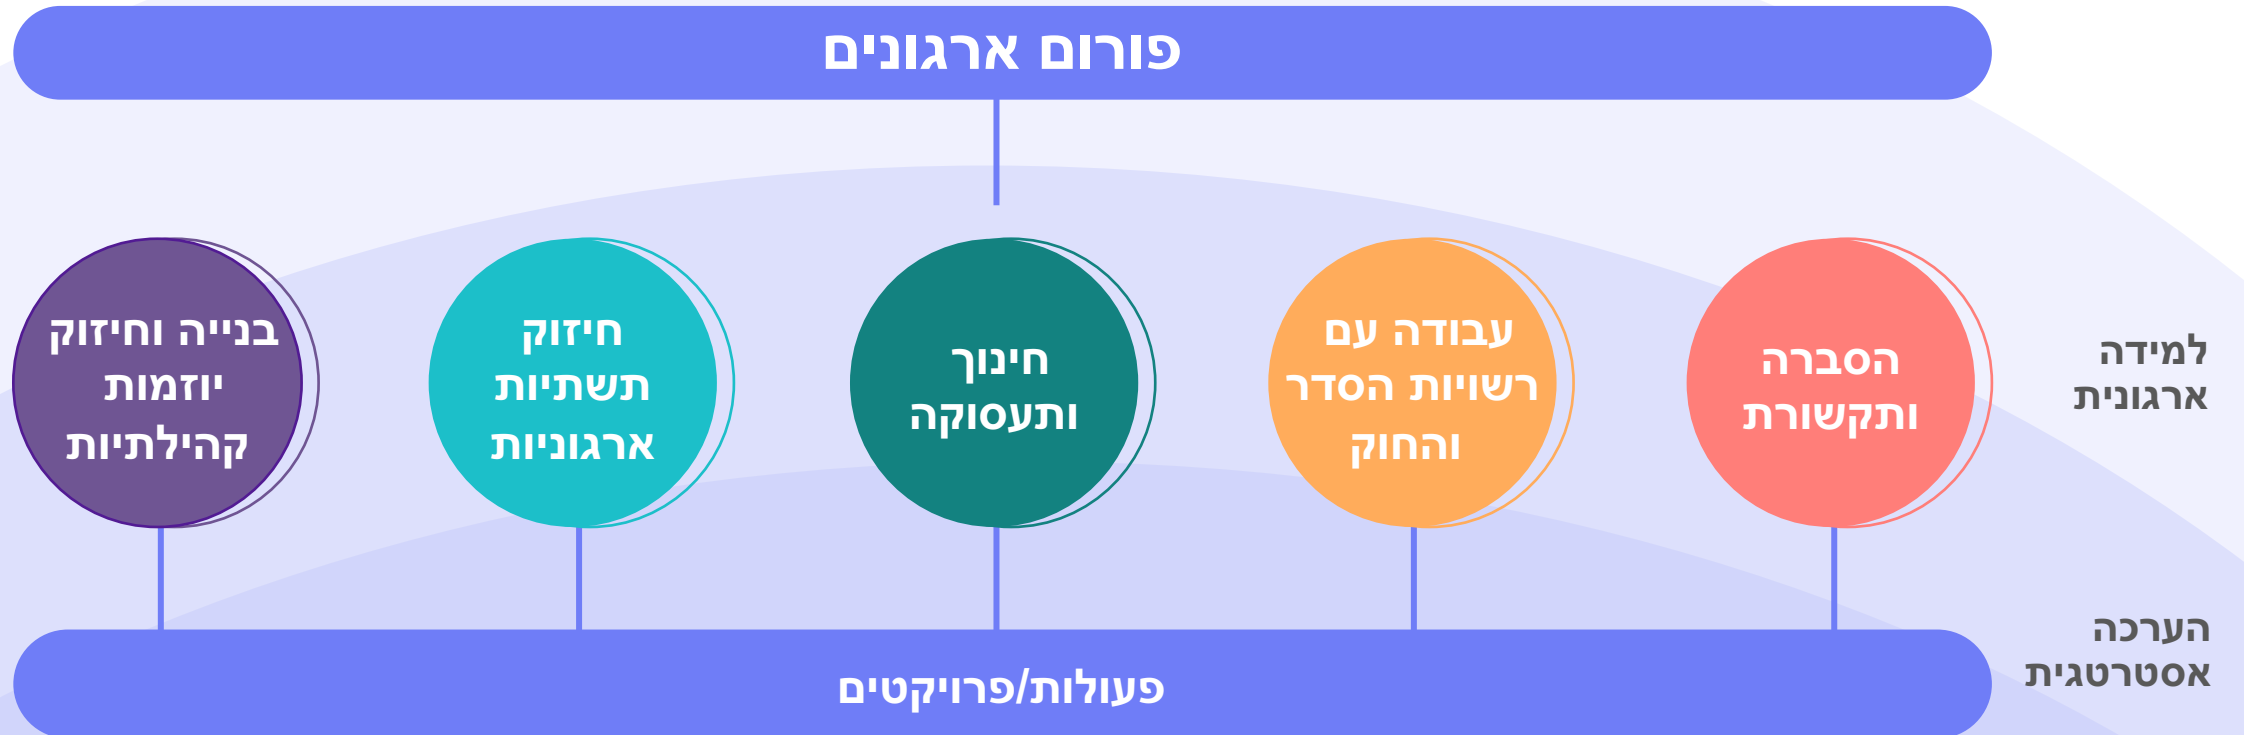 פורום ארגונים
הסברה
ותקשורת
עבודה עם
רשויות הסדר
והחוק
חינוך
ותעסוקה
חיזוק
תשתיות
ארגוניות
בנייה וחיזוק
יוזמות
קהילתיות
למידה
ארגונית
הערכה
אסטרטגית
פעולות/פרויקטים